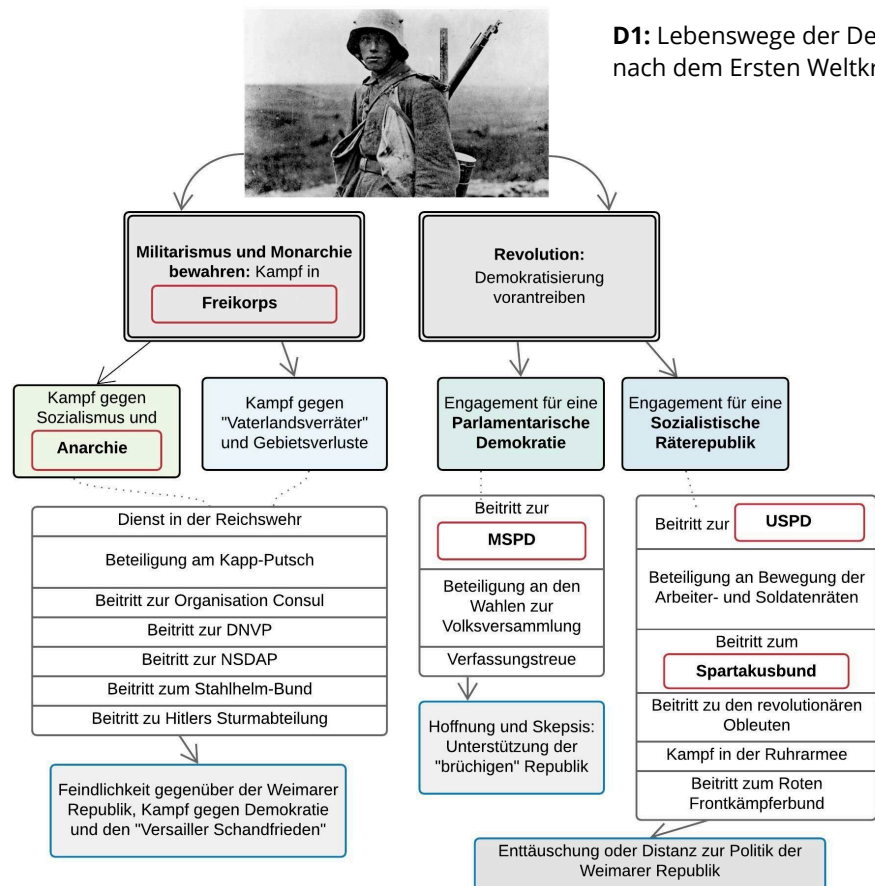 D1: Lebenswege der
nach dem Ersten
Militarismus und Monarchie
bewahren: Kampf in
Freikorps
Revolution:
Demokratisierung
vorantreiben
Kampf gegen
Sozialismus und
Anarchie
Kampf gegen
"Vaterlandsverräter"
und Gebietsverluste
Engagement für eine
Parlamentarische
Demokratie
Engagement für eine
Sozialistische
Räterepublik
Dienst in der Reichswehr
Beteiligung am Kapp-Putsch
Beitritt zur Organisation Consul
Beitritt zur DNVP
Beitritt zur NSDAP
Beitritt zum Stahlhelm-Bund
Beitritt zu Hitlers Sturmabteilung
Feindlichkeit gegenüber der Weimarer
Republik, Kampf gegen Demokratie
und den "Versailler Schandfrieden"
Beitritt zur
MSPD
Beteiligung an den
Wahlen zur
Volksversammlung
Verfassungstreue
Hoffnung und Skepsis:
Unterstützung der
"brüchigen" Republik
Beitritt zur USPD
Beteiligung an Bewegung der
Arbeiter- und Soldatenräten
Beitritt zum
Spartakusbund
Beitritt zu den revolutionären
Obleuten
Kampf in der Ruhrarmee
Beitritt zum Roten
Frontkämpferbund
Enttäuschung oder Distanz zur Politik der
Weimarer Republik